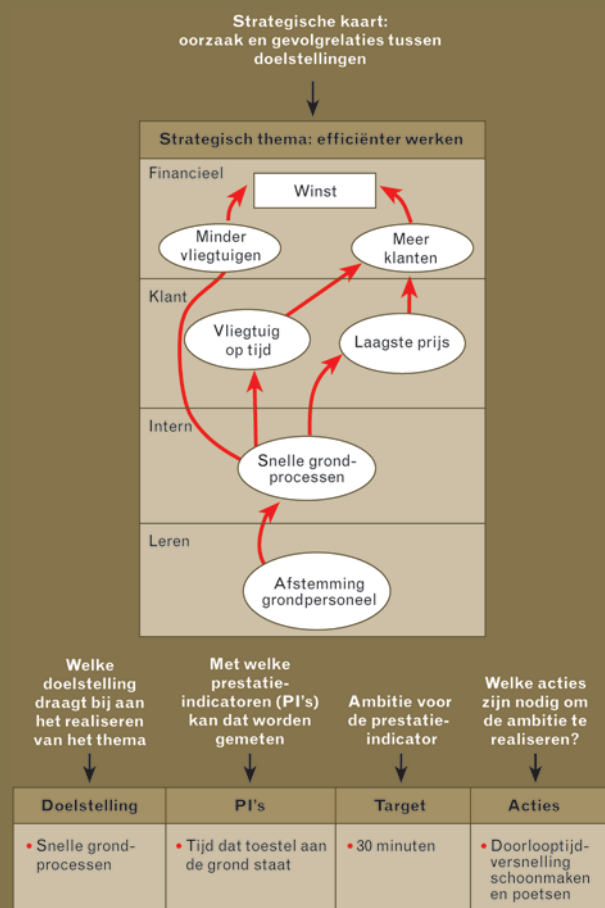 Strategische kaart:
oorzaak en gevolgrelaties tussen
doelstellingen
Strategisch thema: efficiënter werken
Financieel
Winst
Minder
vliegtuigen
Meer
klanten
Klant
Vliegtuig
op tijd
Laagste prijs
Intern
Snelle grond-
processen
Leren
Afstemming
grondpersoneel
Welke
doelstelling
draagt bij aan
het realiseren
van het thema
Met welke
prestatie-
indicatoren (PI's)
kan dat worden
gemeten
Ambitie voor
de prestatie-
indicator
Welke acties
zijn nodig om
de ambitie te
realiseren?
Doelstelling
PI's
Target
Acties
• Snelle grond-
processen
• Tijd dat toestel aan
de grond staat
• 30 minuten
• Doorlooptijd-
versnelling
schoonmaken
en poetsen